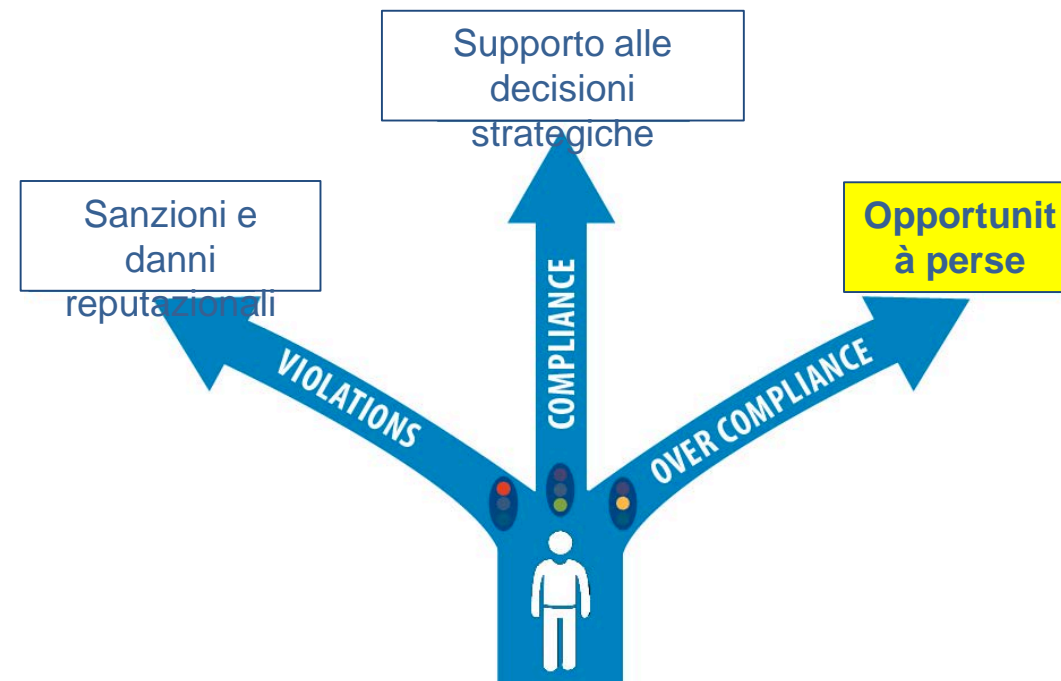 Supporto alle
decisioni
strategiche
Sanzioni e
danni
reputazionali
Opportunit
à perse
VIOLATIONS
COMPLIANCE
OVER COMPLIANCE